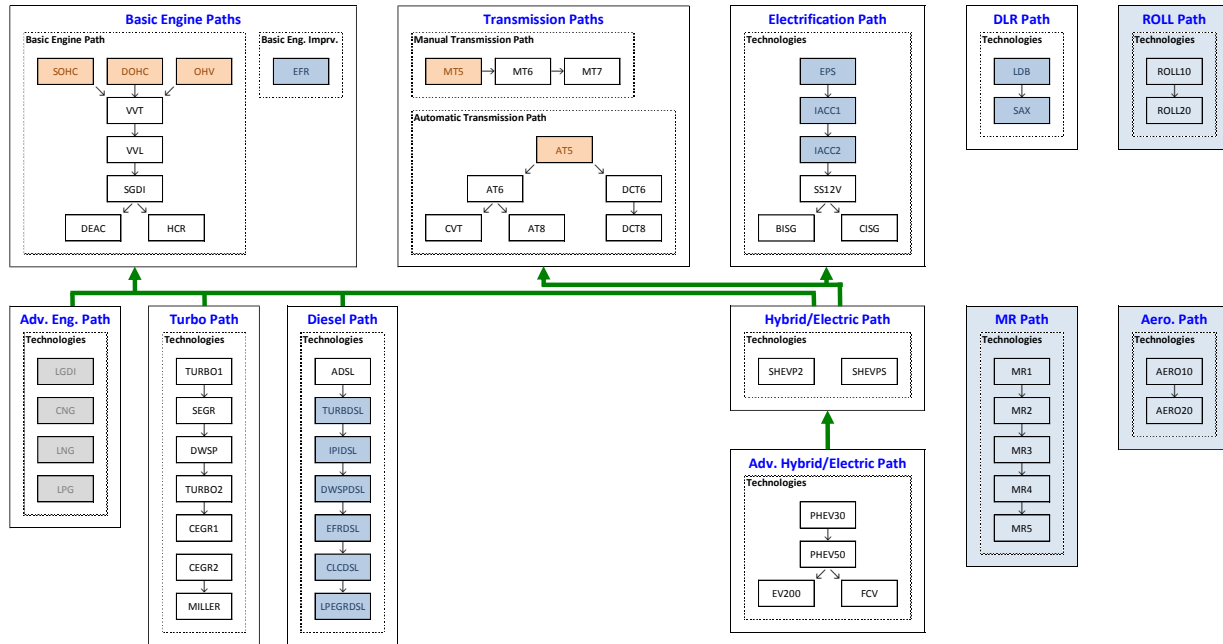 Basic Engine Paths
Basic Engine Path
SOHC
DOHC
OHV
VVT
VVL
SGDI
DEAC
HCR
Basic Eng. Imprv.
EFR
Transmission Paths
Manual Transmission Path
MT5
MT6
MT7
Automatic Transmission Path
AT5
AT6
DCT6
CVT
AT8
DCT8
Electrification Path
Technologies
EPS
IACC1
IACC2
SS12V
BISG
CISG
DLR Path
Technologies
LDB
SAX
ROLL Path
Technologies
ROLL10
ROLL20
Adv. Eng. Path
Technologies
LGDI
CNG
LNG
LPG
Turbo Path
Technologies
TURBO1
SEGR
DWSP
TURBO2
CEGR1
CEGR2
MILLER
Diesel Path
Technologies
ADSL
TURBDSL
IPIDSL
DWSPDSL
EFRDSL
CLCDSL
LPEGRDSL
Hybrid/Electric Path
Technologies
SHEVP2
SHEVPS
Adv. Hybrid/Electric Path
Technologies
PHEV30
PHEV50
EV200
FCV
MR Path
Technologies
MR1
MR2
MR3
MR4
MR5
Aero. Path
Technologies
AERO10
AERO20